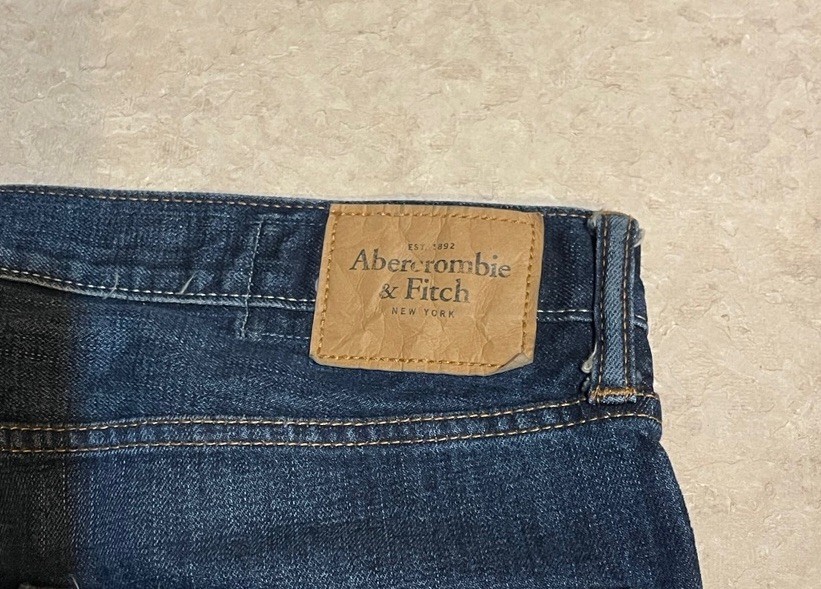 EST. 1892
Abercrombie
& Fitch
NEW YORK